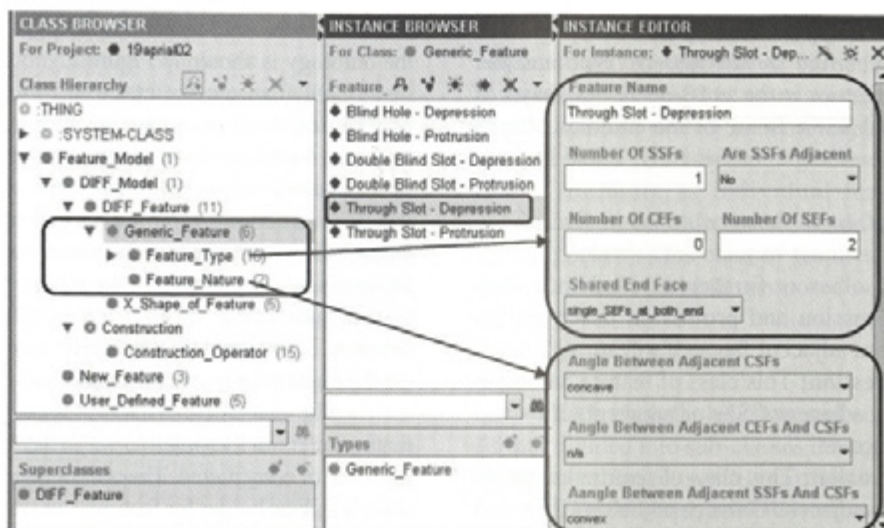 CLASS BROWSER
For Project: 19aprial02
Class Hierarchy
:THING
:SYSTEM-CLASS
Feature_Model (1)
DIFF_Model (1)
DIFF_Feature (11)
Generic_Feature (6)
Feature_Type
Feature_Nature
X_Shape_of_Feature (5)
Construction
Construction_Operator (15)
New_Feature (3)
User_Defined_Feature (5)
Superclasses
DIFF_Feature
INSTANCE BROWSER
For Class: Generic_Feature
Feature_
Blind Hole - Depression
Blind Hole - Protrusion
Double Blind Slot - Depression
Double Blind Slot - Protrusion
Through Slot - Depression
Through Slot - Protrusion
Types
Generic_Feature
INSTANCE EDITOR
For Instance: Through Slot - Dep...
Feature Name
Through Slot - Depression
Number Of SSFs Are SSFs Adjacent
1 No
Number Of CEFs Number Of SEFs
0 2
Shared End Face
single_SEFs_at_both_end
Angle Between Adjacent CSFs
concave
Angle Between Adjacent CEFs And CSFs
n/a
Aangle Between Adjacent SSFs And CSFs
convex